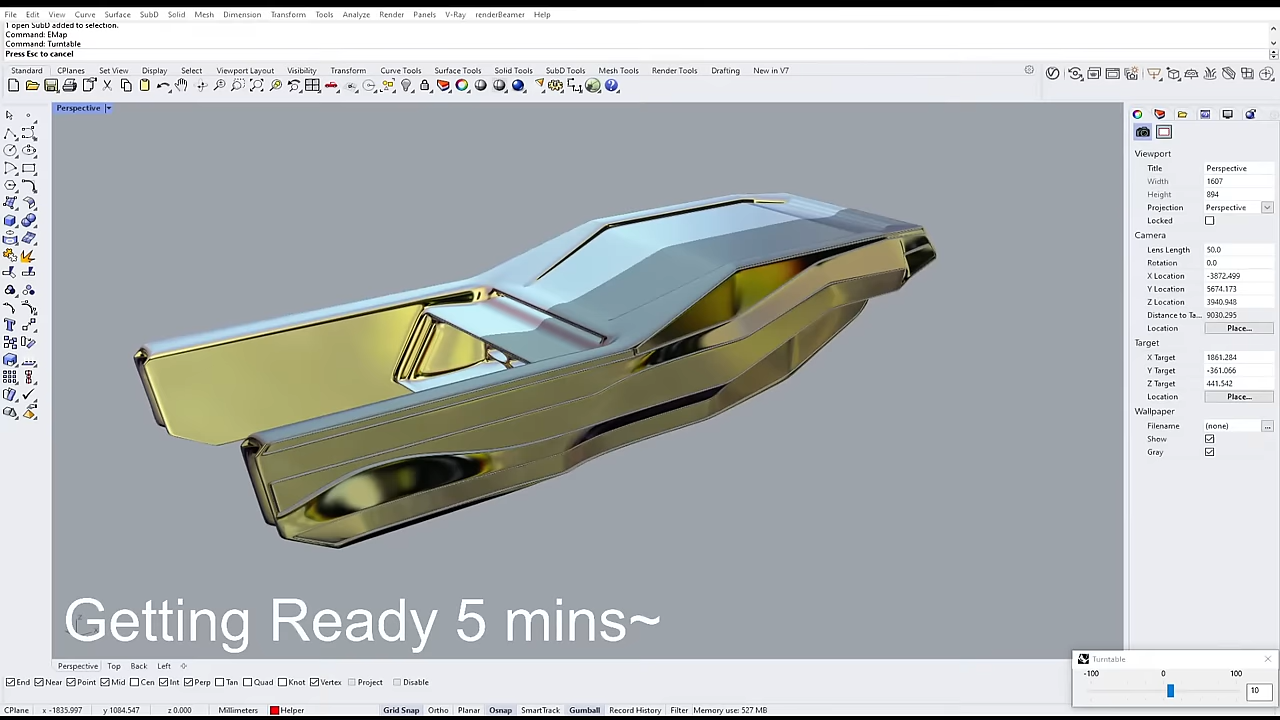 File Edit View Curve Surface SubD Solid Mesh Dimension Transform Tools Analyze Render Panels V-Ray renderBeamer Help
1 open SubD added to selection.
Command: EMap
Command: Turntable
Press Esc to cancel
Standard CPlanes Set View Display Select Viewport Layout Visibility Transform Curve Tools Surface Tools Solid Tools SubD Tools Mesh Tools Render Tools Drafting New in V7
Perspective
Viewport
Title Perspective
Width 1607
Height 894
Projection Perspective
Locked
Camera
Lens Length 50.0
Rotation 0.0
X Location -3872.499
Y Location 5674.173
Z Location 3940.948
Distance to Ta... 9030.295
Location Place...
Target
X Target 1861.284
Y Target -361.066
Z Target 441.542
Location Place...
Wallpaper
Filename (none) ...
Show
Gray
Getting Ready 5 mins~
Perspective Top Back Left
Turntable
-100 0 100
10
End Near Point Mid Cen Int Perp Tan Quad Knot Vertex Project Disable
CPlane x -1835.997 y 1084.547 z 0.000 Millimeters Helper Grid Snap Ortho Planar Osnap SmartTrack Gumball Record History Filter Memory use: 527 MB